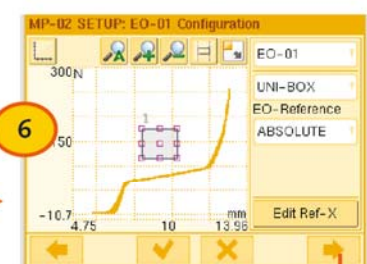 MP-02 SETUP: EO-01 Configuration
300N
EO-01
UNI-BOX
EO-Reference
ABSOLUTE
6
1
150
-10.7
4.75
10
mm
13.96
Edit Ref-X